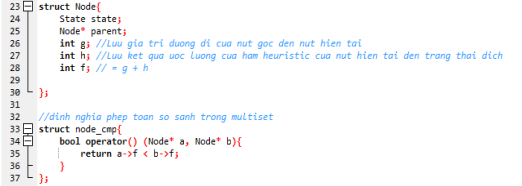 23 struct Node{
24 State state;
25 Node* parent;
26 int g; //Luu gia tri duong di cua nut goc den nut hien tai
27 int h; //Luu ket qua uoc luong cua ham heuristic cua nut hien tai den trang thai dich
28 int f; // = g + h
29
30 };
31
32 //dinh nghia phep toan so sanh trong multiset
33 struct node_cmp{
34 bool operator() (Node* a, Node* b){
35 return a->f < b->f;
36 }
37 };